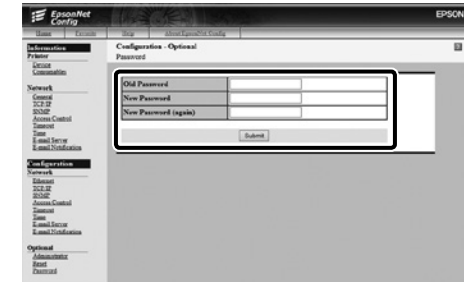 EpsonNet
Config
EPSON
Home Favorite Help About EpsonNet Config
Information
Printer
Device
Consumables
Network
General
TCP/IP
SNMP
Access Control
Timeout
Time
E-mail Server
E-mail Notification
Configuration
Network
Ethernet
TCP/IP
SNMP
Access Control
Timeout
Time
E-mail Server
E-mail Notification
Optional
Administrator
Reset
Password
Configuration - Optional
Password
Old Password
New Password
New Password (again)
Submit